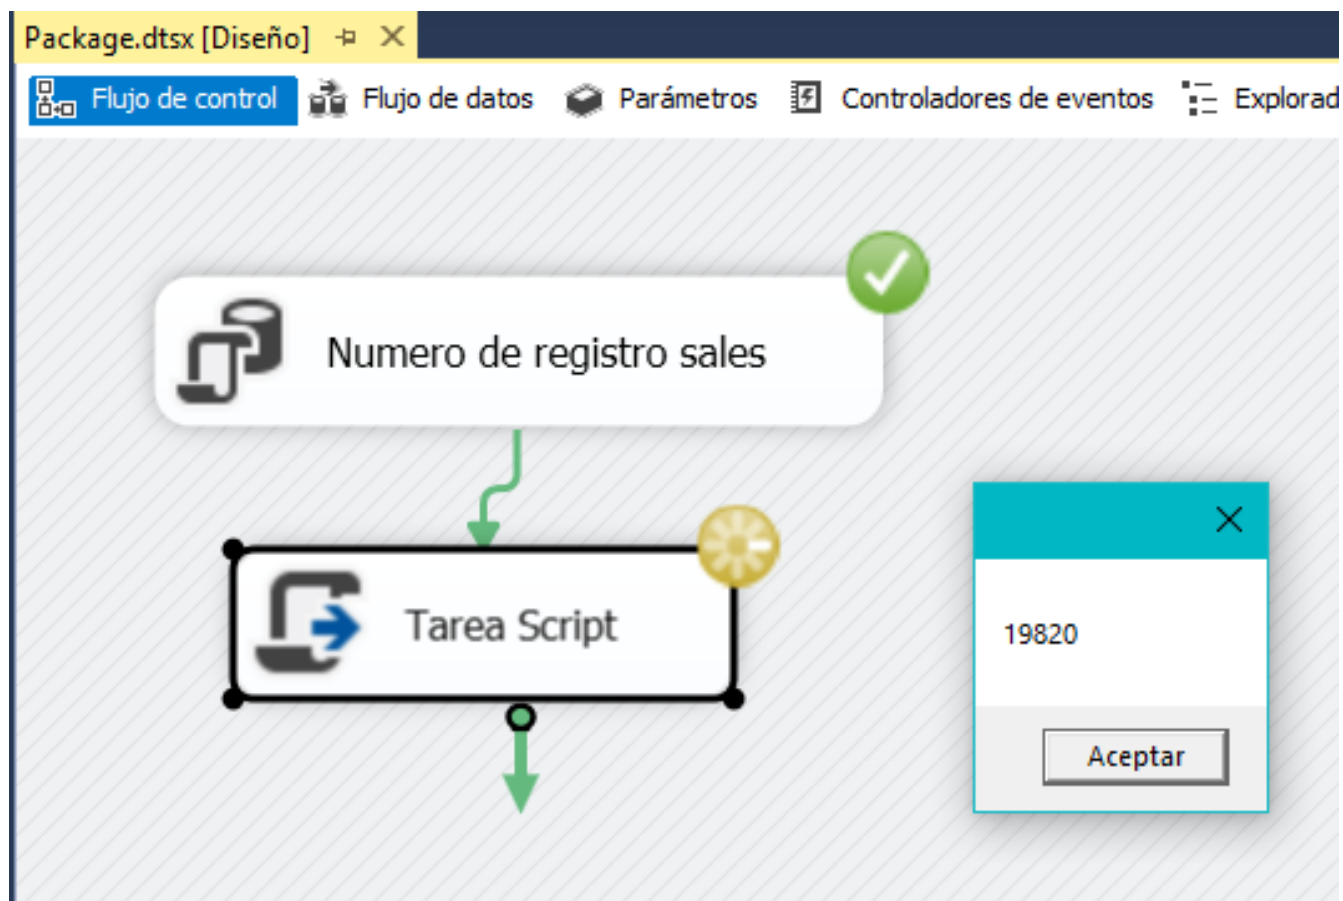 Package.dtsx [Diseño]
Flujo de control Flujo de datos Parámetros Controladores de eventos Explorad
Numero de registro sales
Tarea Script
19820
Aceptar